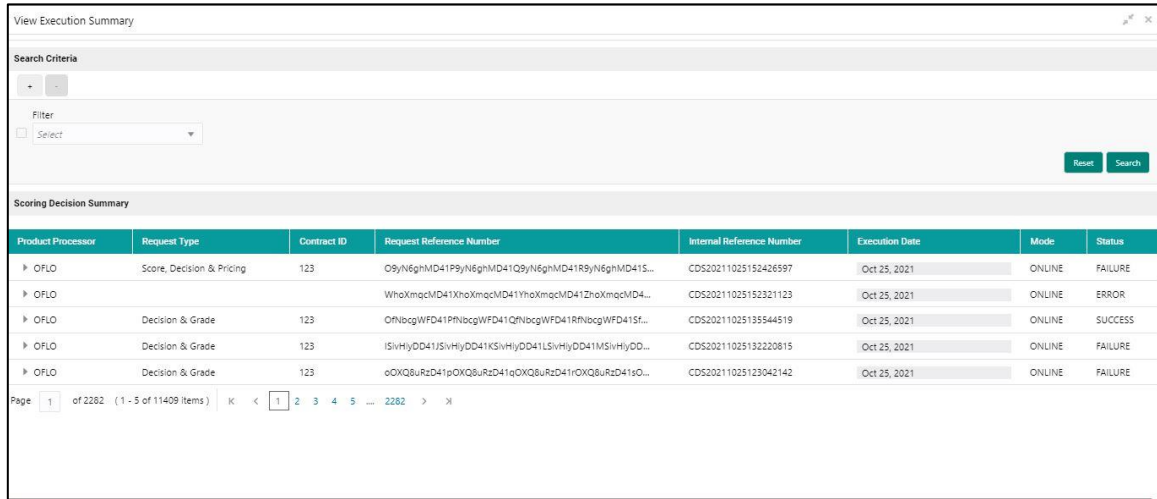 View Execution Summary
Search Criteria
+ -
Filter
Select
Reset Search
Scoring Decision Summary
Product Processor Request Type Contract ID Request Reference Number Internal Reference Number Execution Date Mode Status
OFLO Score, Decision & Pricing 123 O9yN6ghMD41P9yN6ghMD41Q9yN6ghMD41R9yN6ghMD41S... CDS20211025152426597 Oct 25, 2021 ONLINE FAILURE
OFLO WhoXmqcMD41XhoXmqcMD41YhoXmqcMD41ZhoXmqcMD4... CDS20211025152321123 Oct 25, 2021 ONLINE ERROR
OFLO Decision & Grade 123 OfNbcgWFD41PfNbcgWFD41QfNbcgWFD41RfNbcgWFD41Sf... CDS20211025135544519 Oct 25, 2021 ONLINE SUCCESS
OFLO Decision & Grade 123 ISivHlyDD41JSivHlyDD41KSivHlyDD41LSivHlyDD41MSivHlyDD... CDS20211025132220815 Oct 25, 2021 ONLINE FAILURE
OFLO Decision & Grade 123 oOXQ8uRzD41pOXQ8uRzD41qOXQ8uRzD41rOXQ8uRzD41sO... CDS20211025123042142 Oct 25, 2021 ONLINE FAILURE
Page 1 of 2282 (1 - 5 of 11409 items) 1 2 3 4 5 .... 2282